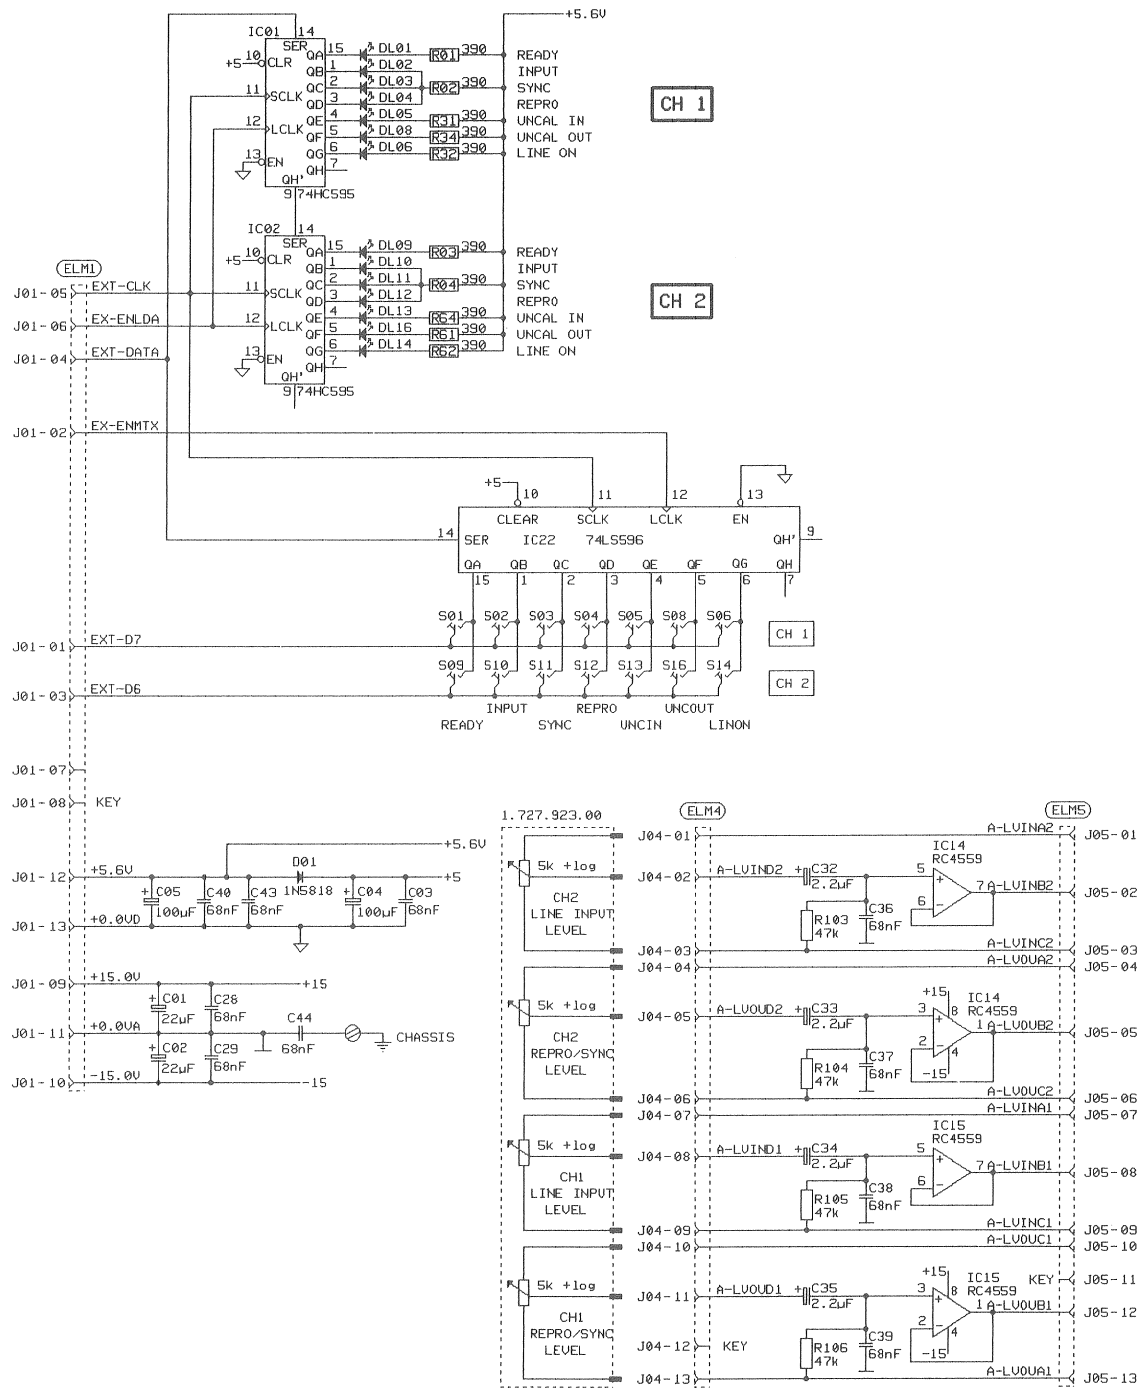 +5.6V
IC01 14
SER
+5 10 CLR
11 SCLK
12 LCLK
13 EN
QA 15 DL01 R01 390 READY
QB 1 DL02 INPUT
QC 2 DL03 R02 390 SYNC
QD 3 DL04 REPRO
QE 4 DL05 R31 390 UNCAL IN
QF 5 DL08 R34 390 UNCAL OUT
QG 6 DL06 R32 390 LINE ON
QH 7
QH'
9 74HC595
CH 1
IC02 14
SER
+5 10 CLR
11 SCLK
12 LCLK
13 EN
QA 15 DL09 R03 390 READY
QB 1 DL10 INPUT
QC 2 DL11 R04 390 SYNC
QD 3 DL12 REPRO
QE 4 DL13 R64 390 UNCAL IN
QF 5 DL16 R61 390 UNCAL OUT
QG 6 DL14 R62 390 LINE ON
QH 7
QH'
9 74HC595
CH 2
ELM1
J01-05 EXT-CLK
J01-06 EX-ENLDA
J01-04 EXT-DATA
J01-02 EX-ENMTX
+5 10 11 12 13
CLEAR SCLK LCLK EN
14 SER IC22 74LS596 QH' 9
QA QB QC QD QE QF QG QH
15 1 2 3 4 5 6 7
S01 S02 S03 S04 S05 S08 S06 CH 1
J01-01 EXT-D7
S09 S10 S11 S12 S13 S16 S14 CH 2
J01-03 EXT-D6
INPUT REPRO UNCOUT
READY SYNC UNCIN LINON
J01-07
J01-08 KEY
+5.6V
J01-12 +5.6V D01 +5
1N5818
C05 C40 C43 C04 C03
+ 100µF 68nF 68nF + 100µF 68nF
J01-13 +0.0VD
J01-09 +15.0V +15
+ C01 C28
22µF 68nF
J01-11 +0.0VA C44 CHASSIS
68nF
+ C02 C29
22µF 68nF
J01-10 -15.0V -15
1.727.923.00 ELM4 ELM5
J04-01 A-LVINA2 J05-01
IC14
RC4559
5k +log J04-02 A-LVIND2 + C32 5 + 7 A-LVINB2 J05-02
2.2µF
6 -
CH2
LINE INPUT
LEVEL
R103 C36
47k 68nF
J04-03 A-LVINC2 J05-03
J04-04 A-LVOUA2 J05-04
+15 8 IC14
RC4559
5k +log J04-05 A-LVOUD2 + C33 3 + 1 A-LVOUB2 J05-05
2.2µF
2 - 4
-15
CH2
REPRO/SYNC
LEVEL
R104 C37
47k 68nF
J04-06 A-LVOUC2 J05-06
J04-07 A-LVINA1 J05-07
IC15
RC4559
5k +log J04-08 A-LVIND1 + C34 5 + 7 A-LVINB1 J05-08
2.2µF
6 -
CH1
LINE INPUT
LEVEL
R105 C38
47k 68nF
J04-09 A-LVINC1 J05-09
J04-10 A-LVOUC1 J05-10
KEY J05-11
+15 8 IC15
RC4559
5k +log J04-11 A-LVOUD1 + C35 3 + 1 A-LVOUB1 J05-12
2.2µF
2 - 4
-15
CH1
REPRO/SYNC
LEVEL
R106 C39
47k 68nF
J04-12 KEY
J04-13 A-LVOUA1 J05-13